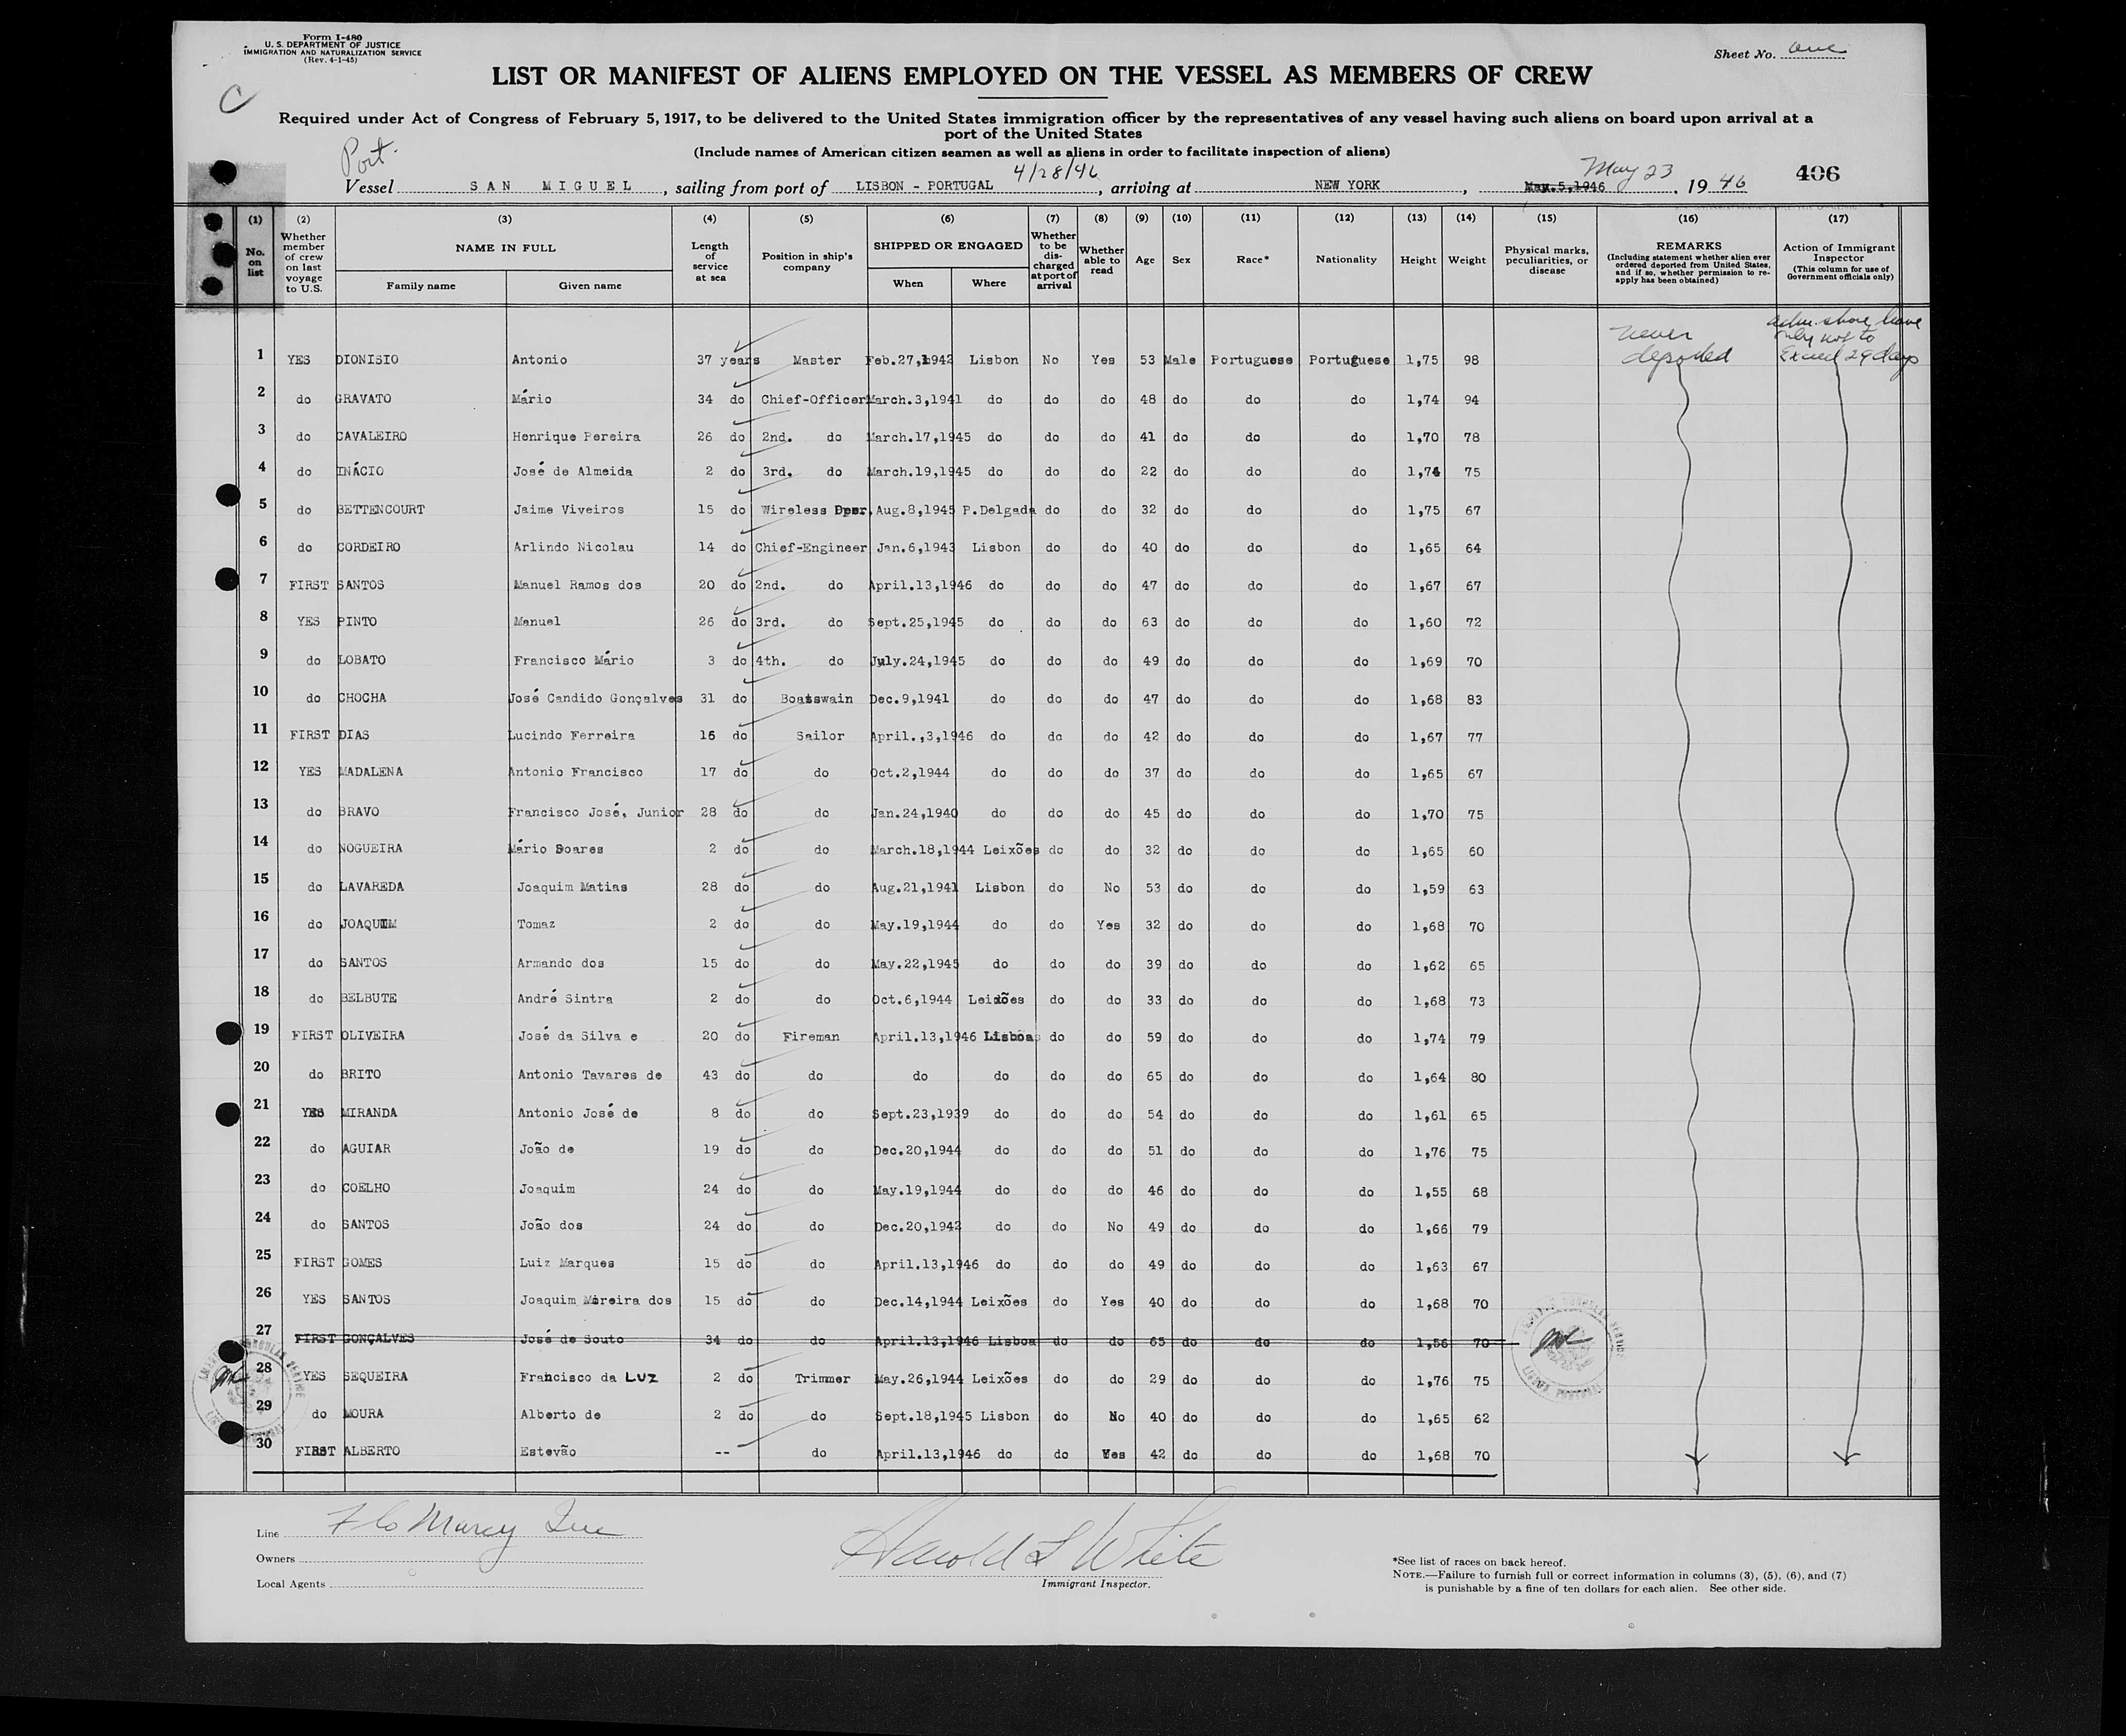 Form I-480
U. S. DEPARTMENT OF JUSTICE
IMMIGRATION AND NATURALIZATION SERVICE
(Rev. 4-1-45)
Sheet No. One
C
LIST OR MANIFEST OF ALIENS EMPLOYED ON THE VESSEL AS MEMBERS OF CREW
Required under Act of Congress of February 5, 1917, to be delivered to the United States immigration officer by the representatives of any vessel having such aliens on board upon arrival at a
port of the United States
(Include names of American citizen seamen as well as aliens in order to facilitate inspection of aliens)
Port. 4/28/46 May 23
Vessel SAN MIGUEL, sailing from port of LISBON - PORTUGAL, arriving at NEW YORK, May.5,1946, 1946 406
(1) (2) (3) (4) (5) (6) (7) (8) (9) (10) (11) (12) (13) (14) (15) (16) (17)
No. on list Whether member of crew on last voyage to U.S. NAME IN FULL Family name Given name Length of service at sea Position in ship's company SHIPPED OR ENGAGED When Where Whether to be discharged at port of arrival Whether able to read Age Sex Race* Nationality Height Weight Physical marks, peculiarities, or disease REMARKS (Including statement whether alien ever ordered deported from United States, and if so, whether permission to reapply has been obtained) Action of Immigrant Inspector (This column for use of Government officials only)
1 YES DIONISIO Antonio 37 years Master Feb.27,1942 Lisbon No Yes 53 Male Portuguese Portuguese 1,75 98 never deported Adm. shore leave only not to exceed 29 days
2 do GRAVATO Mário 34 do Chief-Officer March.3,1941 do do do 48 do do do 1,74 94
3 do CAVALEIRO Henrique Pereira 26 do 2nd. do March.17,1945 do do do 41 do do do 1,70 78
4 do INÁCIO José de Almeida 2 do 3rd. do March.19,1945 do do do 22 do do do 1,74 75
5 do BETTENCOURT Jaime Viveiros 15 do Wireless Oper. Aug.8,1945 P.Delgada do do 32 do do do 1,75 67
6 do CORDEIRO Arlindo Nicolau 14 do Chief-Engineer Jan.6,1943 Lisbon do do 40 do do do 1,65 64
7 FIRST SANTOS Manuel Ramos dos 20 do 2nd. do April.13,1946 do do do 47 do do do 1,67 67
8 YES PINTO Manuel 26 do 3rd. do Sept.25,1945 do do do 63 do do do 1,60 72
9 do LOBATO Francisco Mário 3 do 4th. do July.24,1945 do do do 49 do do do 1,69 70
10 do CHOCHA José Candido Gonçalves 31 do Boatswain Dec.9,1941 do do do 47 do do do 1,68 83
11 FIRST DIAS Lucindo Ferreira 16 do Sailor April.,3,1946 do do do 42 do do do 1,67 77
12 YES MADALENA Antonio Francisco 17 do do Oct.2,1944 do do do 37 do do do 1,65 67
13 do BRAVO Francisco José, Junior 28 do do Jan.24,1940 do do do 45 do do do 1,70 75
14 do NOGUEIRA Mário Soares 2 do do March.18,1944 Leixões do do 32 do do do 1,65 60
15 do LAVAREDA Joaquim Matias 28 do do Aug.21,1941 Lisbon do No 53 do do do 1,59 63
16 do JOAQUIM Tomaz 2 do do May.19,1944 do do Yes 32 do do do 1,68 70
17 do SANTOS Armando dos 15 do do May.22,1945 do do do 39 do do do 1,62 65
18 do BELBUTE André Sintra 2 do do Oct.6,1944 Leixões do do 33 do do do 1,68 73
19 FIRST OLIVEIRA José da Silva e 20 do Fireman April.13,1946 Lisboa do do 59 do do do 1,74 79
20 do BRITO Antonio Tavares de 43 do do do do do do 65 do do do 1,64 80
21 YES MIRANDA Antonio José de 8 do do Sept.23,1939 do do do 54 do do do 1,61 65
22 do AGUIAR João de 19 do do Dec.20,1944 do do do 51 do do do 1,76 75
23 do COELHO Joaquim 24 do do May.19,1944 do do do 46 do do do 1,55 68
24 do SANTOS João dos 24 do do Dec.20,1942 do do No 49 do do do 1,66 79
25 FIRST GOMES Luiz Marques 15 do do April.13,1946 do do do 49 do do do 1,63 67
26 YES SANTOS Joaquim Moreira dos 15 do do Dec.14,1944 Leixões do Yes 40 do do do 1,68 70
27 FIRST GONÇALVES José de Souto 34 do do April.13,1946 Lisboa do do 65 do do do 1,56 70
28 YES SEQUEIRA Francisco da LUZ 2 do Trimmer May.26,1944 Leixões do do 29 do do do 1,76 75
29 do MOURA Alberto de 2 do do Sept.18,1945 Lisbon do No 40 do do do 1,65 62
30 FIRST ALBERTO Estevão -- do April.13,1946 do do Yes 42 do do do 1,68 70
Line
Owners
Local Agents
Harold L White
Immigrant Inspector.
*See list of races on back hereof.
NOTE.—Failure to furnish full or correct information in columns (3), (5), (6), and (7)
is punishable by a fine of ten dollars for each alien. See other side.